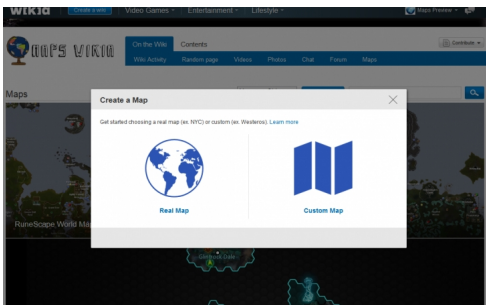 wikia Create a wiki Video Games Entertainment Lifestyle Maps Preview
MAPS WIKIA
On the Wiki Contents Contribute
Wiki Activity Random page Videos Photos Chat Forum Maps
Maps
Create a Map
Get started choosing a real map (ex. NYC) or custom (ex. Westeros). Learn more
Real Map Custom Map
RuneScape World Map